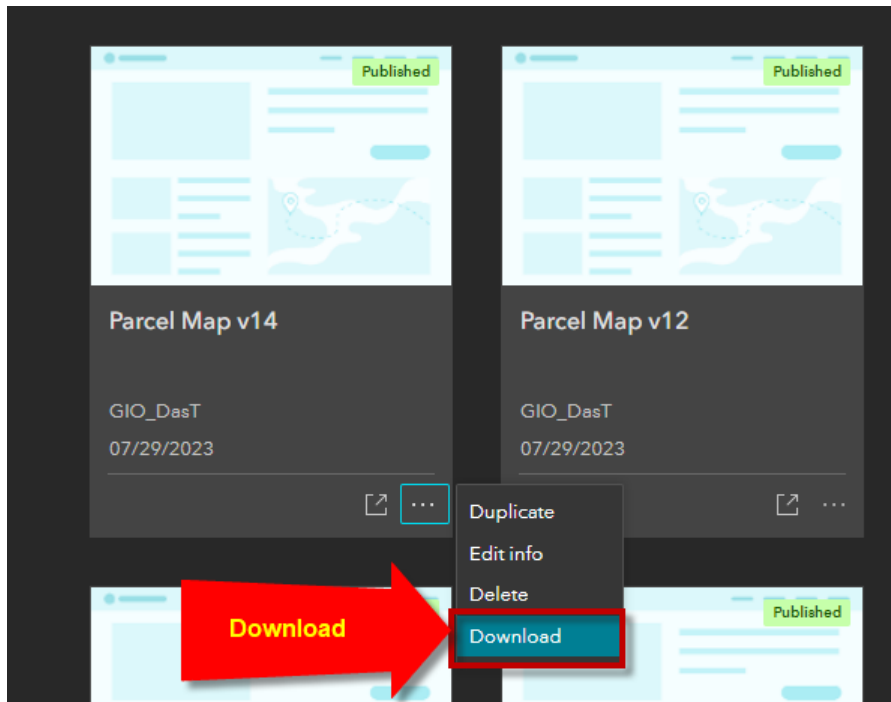 Published
Published
Parcel Map v14
Parcel Map v12
GIO_DasT
GIO_DasT
07/29/2023
07/29/2023
Duplicate
Edit info
Delete
Download
Download
Published